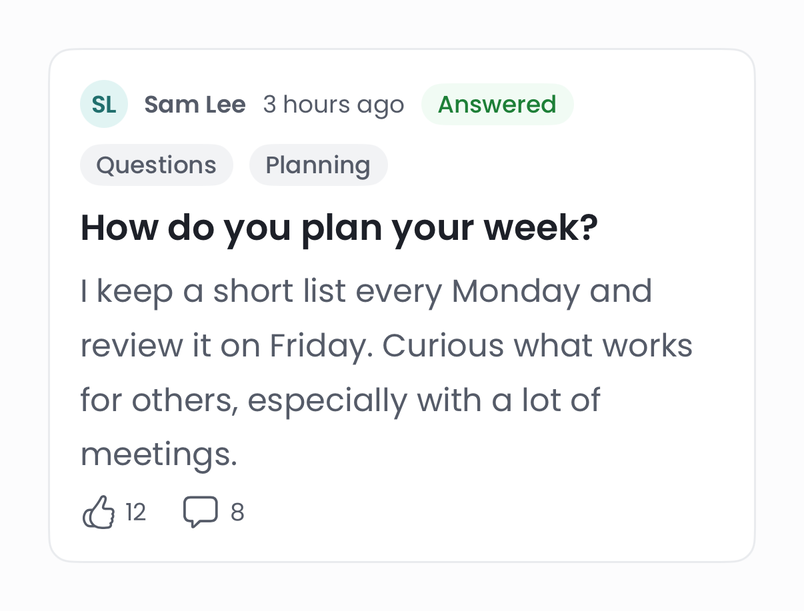 SL Sam Lee 3 hours ago Answered
Questions Planning
How do you plan your week?
I keep a short list every Monday and
review it on Friday. Curious what works
for others, especially with a lot of
meetings.
12 8